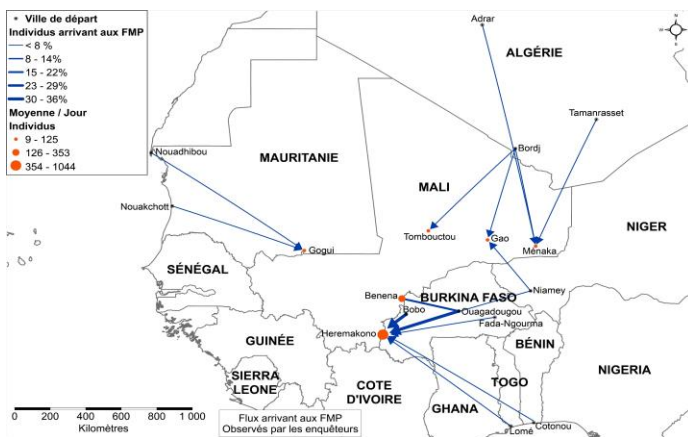 Ville de départ
Individus arrivant aux FMP
< 8 %
8 - 14%
15 - 22%
23 - 29%
30 - 36%
Moyenne / Jour
Individus
9 - 125
126 - 353
354 - 1044
Adrar
ALGÉRIE
Tamanrasset
Nouadhibou
Bordj
MAURITANIE
MALI
Nouakchott
NIGER
Tombouctou
Gao
Ménaka
Gogui
SÉNÉGAL
Niamey
Benena
BURKINA FASO
Bobo
Ouagadougou
Fada-Ngourma
Heremakono
GUINÉE
BÉNIN
SIERRA
LEONE
NIGERIA
COTE
D'IVOIRE
TOGO
GHANA
0 200 400 600 800 1 000
Kilomètres
Flux arrivant aux FMP
Observés par les enquêteurs
Lomé
Cotonou